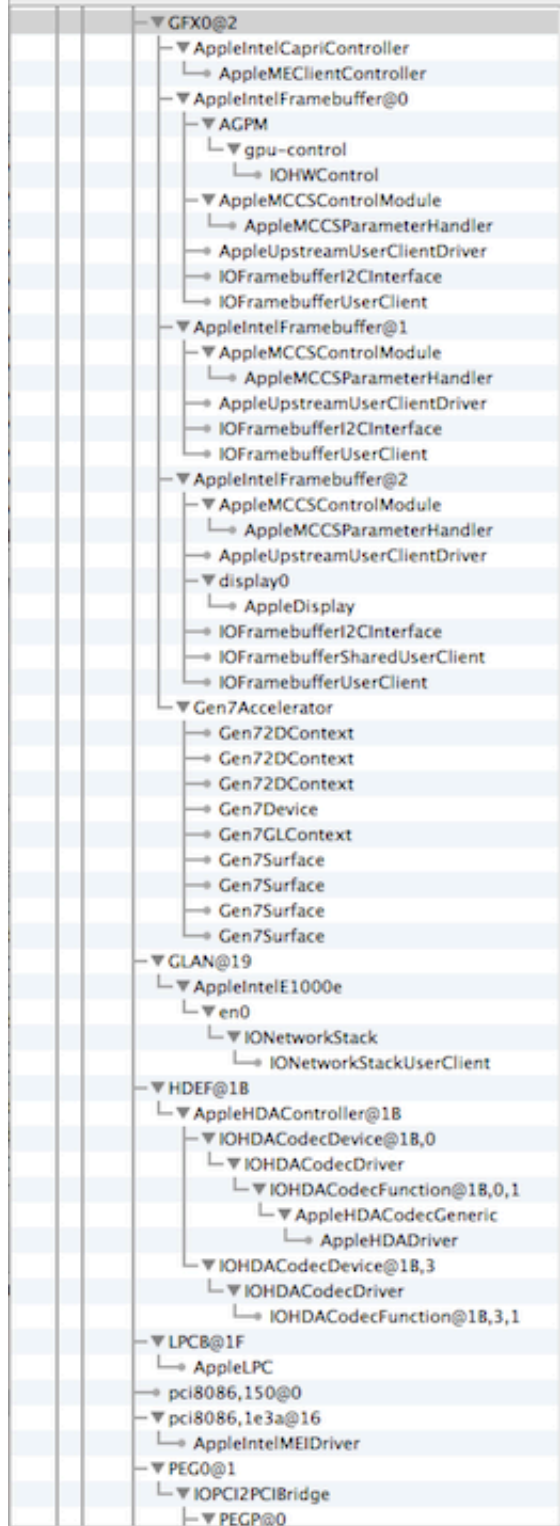 GFX0@2
AppleIntelCapriController
AppleMEClientController
AppleIntelFramebuffer@0
AGPM
gpu-control
IOHWControl
AppleMCCSControlModule
AppleMCCSParameterHandler
AppleUpstreamUserClientDriver
IOFramebufferI2CInterface
IOFramebufferUserClient
AppleIntelFramebuffer@1
AppleMCCSControlModule
AppleMCCSParameterHandler
AppleUpstreamUserClientDriver
IOFramebufferI2CInterface
IOFramebufferUserClient
AppleIntelFramebuffer@2
AppleMCCSControlModule
AppleMCCSParameterHandler
AppleUpstreamUserClientDriver
display0
AppleDisplay
IOFramebufferI2CInterface
IOFramebufferSharedUserClient
IOFramebufferUserClient
Gen7Accelerator
Gen72DContext
Gen72DContext
Gen72DContext
Gen7Device
Gen7GLContext
Gen7Surface
Gen7Surface
Gen7Surface
Gen7Surface
GLAN@19
AppleIntelE1000e
en0
IONetworkStack
IONetworkStackUserClient
HDEF@1B
AppleHDAController@1B
IOHDACodecDevice@1B,0
IOHDACodecDriver
IOHDACodecFunction@1B,0,1
AppleHDACodecGeneric
AppleHDADriver
IOHDACodecDevice@1B,3
IOHDACodecDriver
IOHDACodecFunction@1B,3,1
LPCB@1F
AppleLPC
pci8086,150@0
pci8086,1e3a@16
AppleIntelMEIDriver
PEG0@1
IOPCI2PCIBridge
PEGP@0